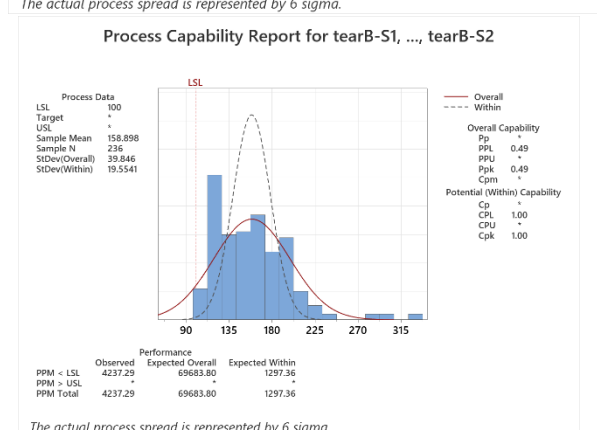 The actual process spread is represented by 6 sigma.
Process Capability Report for tearB-S1, ..., tearB-S2
LSL
Process Data
LSL 100
Target *
USL *
Sample Mean 158.898
Sample N 236
StDev(Overall) 39.846
StDev(Within) 19.5541
Overall
Within
Overall Capability
Pp *
PPL 0.49
PPU *
Ppk 0.49
Cpm *
Potential (Within) Capability
Cp *
CPL 1.00
CPU *
Cpk 1.00
90 135 180 225 270 315
Performance
Observed Expected Overall Expected Within
PPM < LSL 4237.29 69683.80 1297.36
PPM > USL * * *
PPM Total 4237.29 69683.80 1297.36
The actual process spread is represented by 6 sigma.